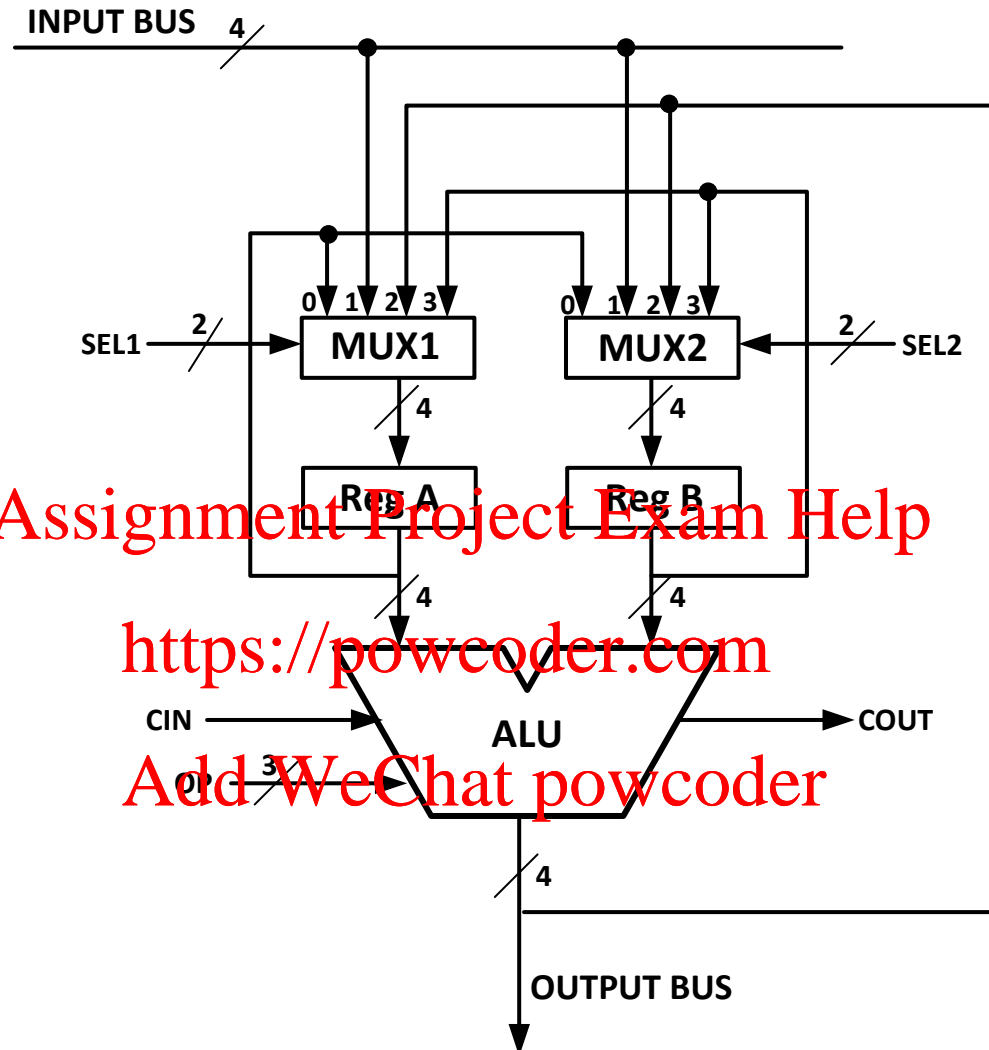 INPUT BUS 4
0 1 2 3 0 1 2 3
SEL1 2 MUX1 MUX2 2 SEL2
4 4
Reg A Reg B
Assignment Project Exam Help
4 4
https://powcoder.com
CIN ALU COUT
OP 3
Add WeChat powcoder
4
OUTPUT BUS